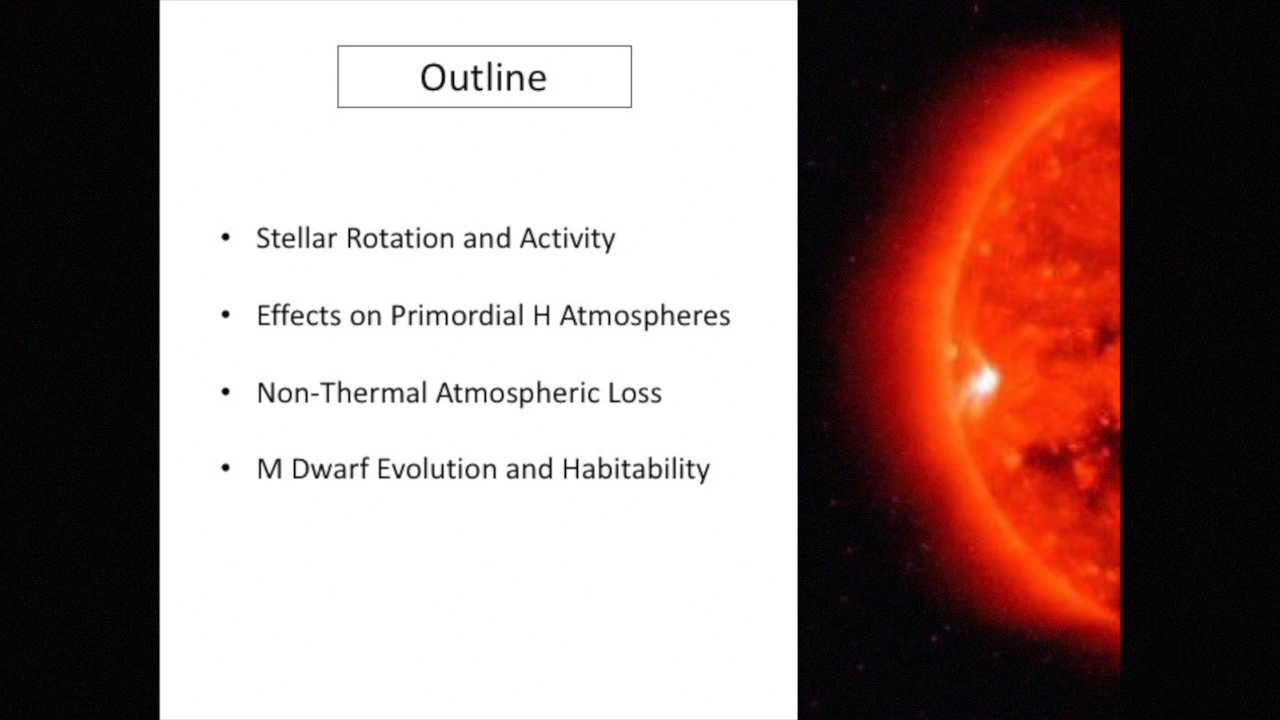 Outline
• Stellar Rotation and Activity
• Effects on Primordial H Atmospheres
• Non-Thermal Atmospheric Loss
• M Dwarf Evolution and Habitability